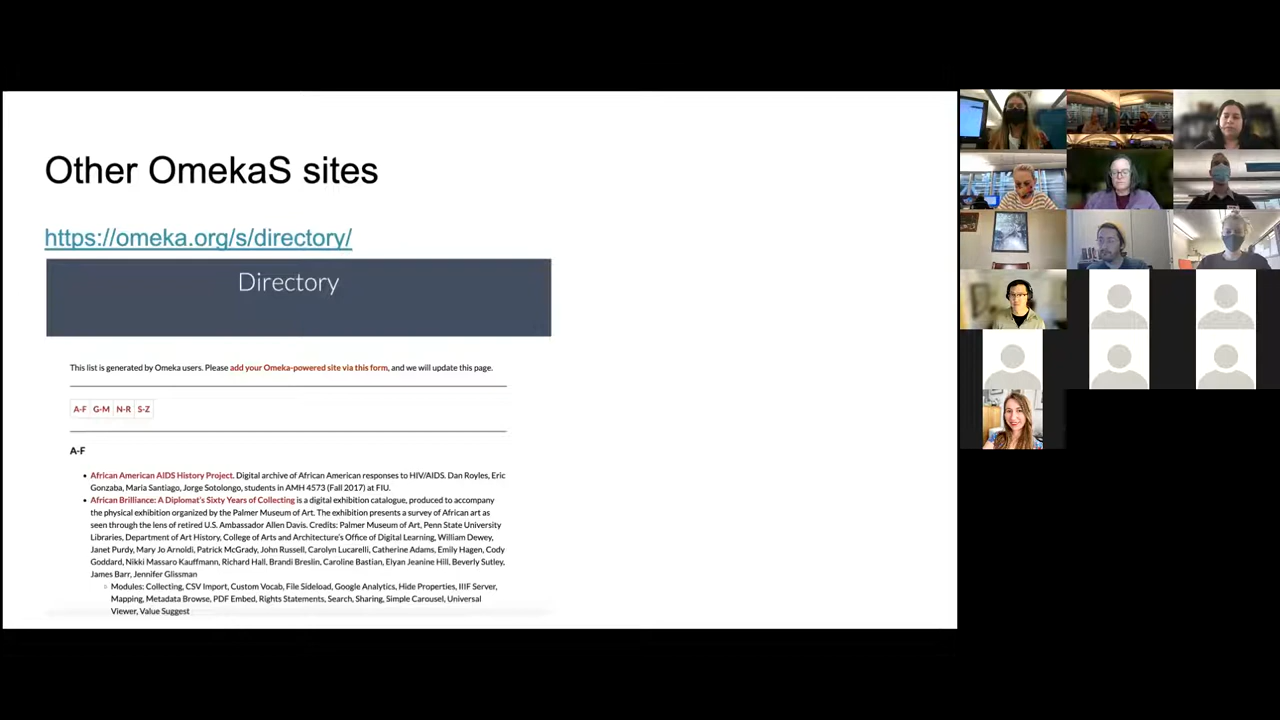 Other OmekaS sites
https://omeka.org/s/directory/
Directory
This list is generated by Omeka users. Please add your Omeka-powered site via this form, and we will update this page.
A-F G-M N-R S-Z
A-F
African American AIDS History Project. Digital archive of African American responses to HIV/AIDS. Dan Royles, Eric
Gonzaba, Maria Santiago, Jorge Sotolongo, students in AMH 4573 (Fall 2017) at FIU.
African Brilliance: A Diplomat's Sixty Years of Collecting is a digital exhibition catalogue, produced to accompany
the physical exhibition organized by the Palmer Museum of Art. The exhibition presents a survey of African art as
seen through the lens of retired U.S. Ambassador Allen Davis. Credits: Palmer Museum of Art, Penn State University
Libraries, Department of Art History, College of Arts and Architecture's Office of Digital Learning, William Dewey,
Janet Purdy, Mary Jo Arnoldi, Patrick McGrady, John Russell, Carolyn Lucarelli, Catherine Adams, Emily Hagen, Cody
Goddard, Nikki Massaro Kauffmann, Richard Hall, Brandi Breslin, Caroline Bastian, Elyan Jeanine Hill, Beverly Sutley,
James Barr, Jennifer Glissman
Modules: Collecting, CSV Import, Custom Vocab, File Sideload, Google Analytics, Hide Properties, IIIF Server,
Mapping, Metadata Browse, PDF Embed, Rights Statements, Search, Sharing, Simple Carousel, Universal
Viewer, Value Suggest